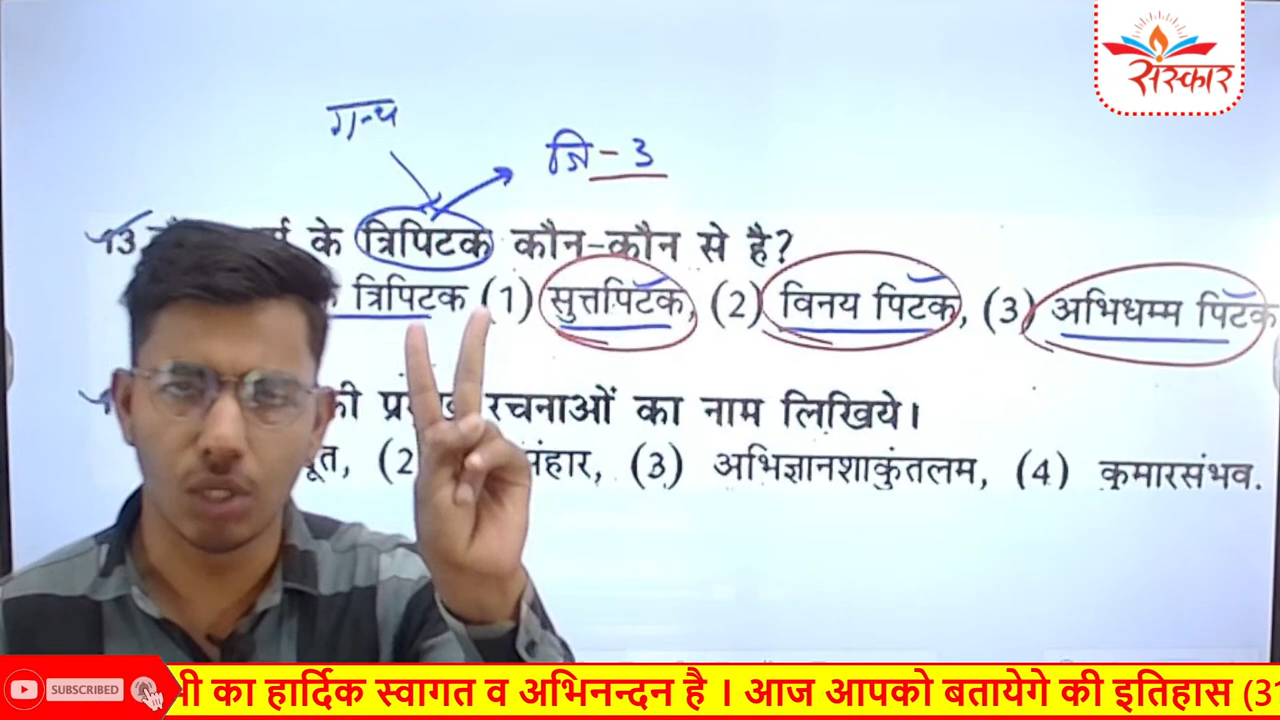 संस्कार
ग्रन्थ
त्रि - 3
13 के त्रिपिटक कौन-कौन से है?
त्रिपिटक (1) सुत्तपिटक, (2) विनय पिटक, (3) अभिधम्म पिटक
की रचनाओं का नाम लिखिये।
(2 (3) अभिज्ञानशाकुंतलम, (4) कुमारसंभव.
SUBSCRIBED का हार्दिक स्वागत व अभिनन्दन है । आज आपको बतायेगे की इतिहास (31